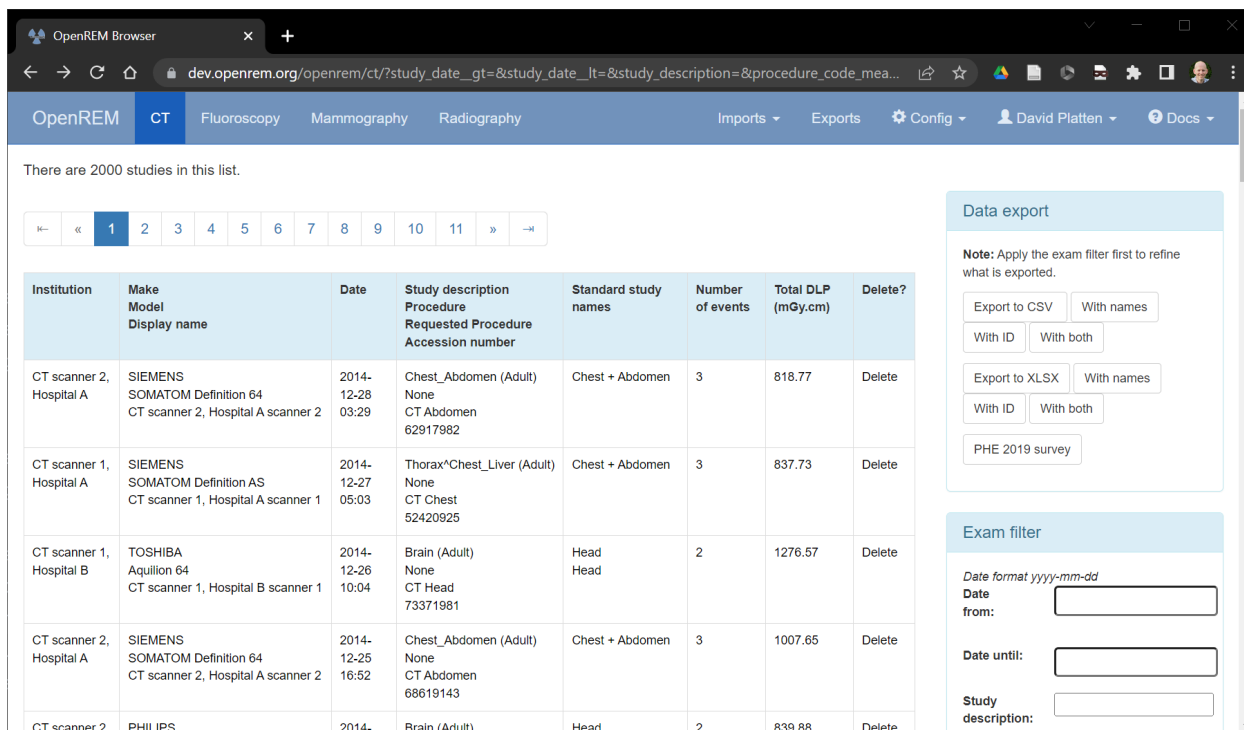 OpenREM Browser
dev.openrem.org/openrem/ct/?study_date__gt=&study_date__lt=&study_description=&procedure_code_mea...
OpenREM CT Fluoroscopy Mammography Radiography Imports Exports Config David Platten Docs
There are 2000 studies in this list.
« 1 2 3 4 5 6 7 8 9 10 11 »
Institution
Make
Model
Display name
Date
Study description
Procedure
Requested Procedure
Accession number
Standard study
names
Number
of events
Total DLP
(mGy.cm)
Delete?
CT scanner 2,
Hospital A
SIEMENS
SOMATOM Definition 64
CT scanner 2, Hospital A scanner 2
2014-
12-28
03:29
Chest_Abdomen (Adult)
None
CT Abdomen
62917982
Chest + Abdomen
3
818.77
Delete
CT scanner 1,
Hospital A
SIEMENS
SOMATOM Definition AS
CT scanner 1, Hospital A scanner 1
2014-
12-27
05:03
Thorax^Chest_Liver (Adult)
None
CT Chest
52420925
Chest + Abdomen
3
837.73
Delete
CT scanner 1,
Hospital B
TOSHIBA
Aquilion 64
CT scanner 1, Hospital B scanner 1
2014-
12-26
10:04
Brain (Adult)
None
CT Head
73371981
Head
Head
2
1276.57
Delete
CT scanner 2,
Hospital A
SIEMENS
SOMATOM Definition 64
CT scanner 2, Hospital A scanner 2
2014-
12-25
16:52
Chest_Abdomen (Adult)
None
CT Abdomen
68619143
Chest + Abdomen
3
1007.65
Delete
CT scanner 2
PHILIPS
2014-
Brain (Adult)
Head
2
839.88
Delete
Data export
Note: Apply the exam filter first to refine
what is exported.
Export to CSV With names
With ID With both
Export to XLSX With names
With ID With both
PHE 2019 survey
Exam filter
Date format yyyy-mm-dd
Date
from:
Date until:
Study
description: